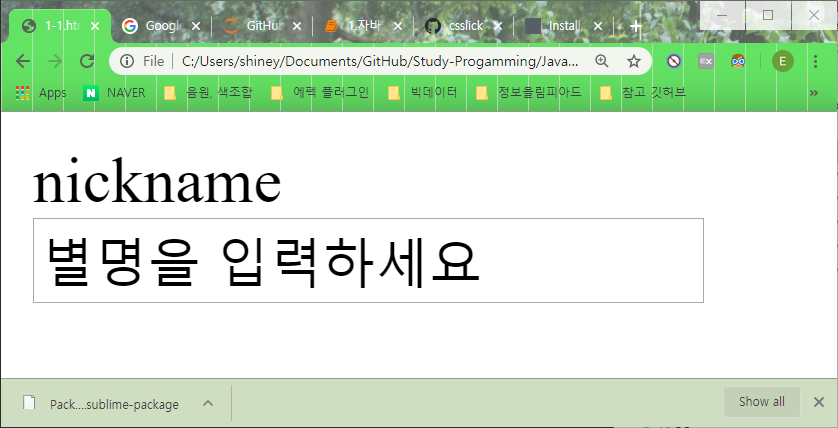 1-1.htm Googl GitHu 1.자바 csslick Install
File C:/Users/shiney/Documents/GitHub/Study-Progamming/Java... E
Apps NAVER 음원, 색조합 에펙 플러그인 빅데이터 정보올림피아드 참고 깃허브 »
nickname
별명을 입력하세요
Pack....sublime-package Show all